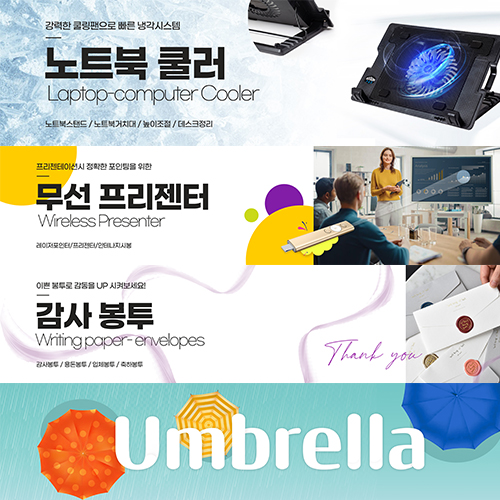 강력한 쿨링팬으로 빠른 냉각시스템
노트북 쿨러
Laptop-computer Cooler
노트북스탠드 / 노트북거치대 / 높이조절 / 데스크정리
프리젠테이션시 정확한 포인팅을 위한
무선 프리젠터
Wireless Presenter
레이저포인터/프리젠터/인테나지시봉
이쁜 봉투로 감동을 UP 시켜보세요!
감사 봉투
Writing paper- envelopes
감사봉투 / 용돈봉투 / 입체봉투 / 축하봉투
Thank you
Umbrella